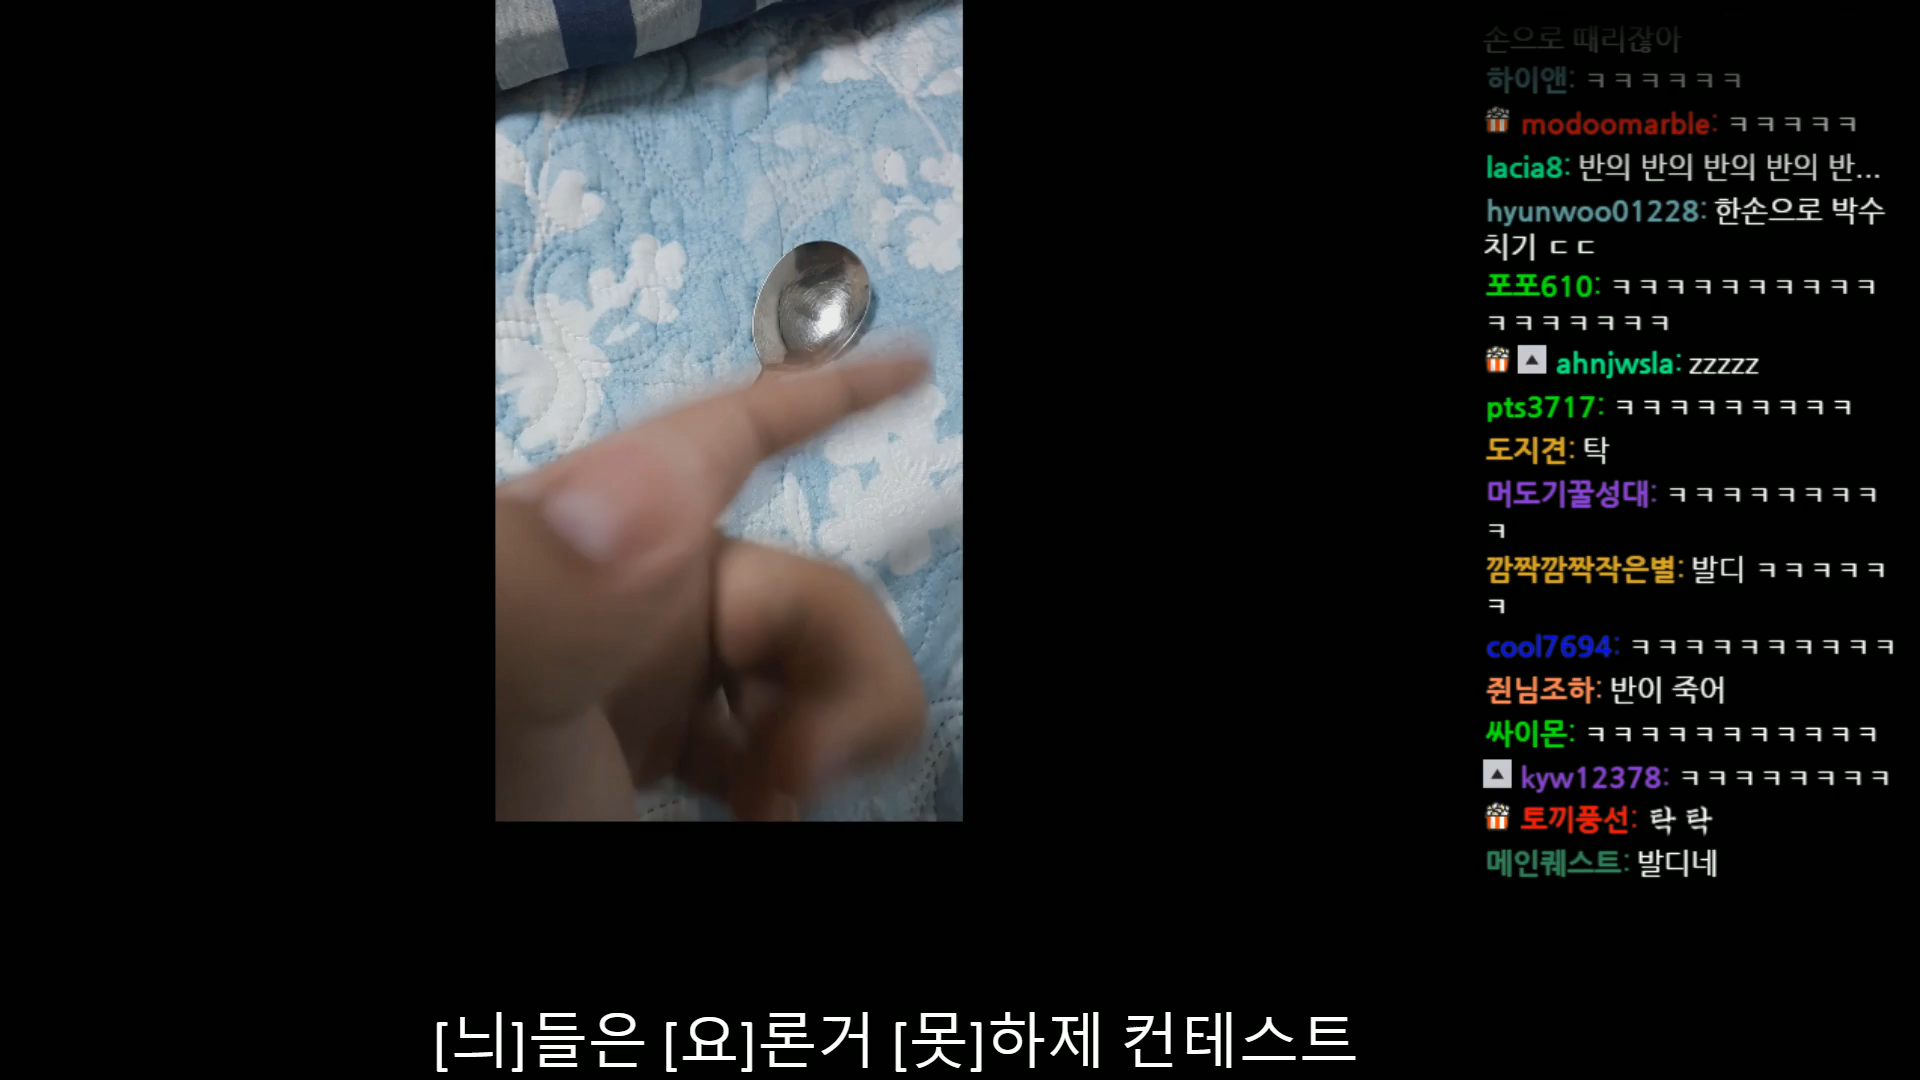 손으로 때리잖아
하이앤: ㅋㅋㅋㅋㅋㅋ
modoomarble: ㅋㅋㅋㅋㅋ
lacia8: 반의 반의 반의 반의 반...
hyunwoo01228: 한손으로 박수
치기 ㄷㄷ
포포610: ㅋㅋㅋㅋㅋㅋㅋㅋㅋㅋ
ㅋㅋㅋㅋㅋㅋㅋ
ahnjwsla: zzzzz
pts3717: ㅋㅋㅋㅋㅋㅋㅋㅋㅋ
도지견: 탁
머도기꿀성대: ㅋㅋㅋㅋㅋㅋㅋㅋ
ㅋ
깜짝깜짝작은별: 발디 ㅋㅋㅋㅋㅋ
ㅋ
cool7694: ㅋㅋㅋㅋㅋㅋㅋㅋㅋㅋ
쥔님조하: 반이 죽어
싸이몬: ㅋㅋㅋㅋㅋㅋㅋㅋㅋㅋㅋ
kyw12378: ㅋㅋㅋㅋㅋㅋㅋㅋ
토끼풍선: 탁 탁
메인퀘스트: 발디네
[늬]들은 [요]론거 [못]하제 컨테스트